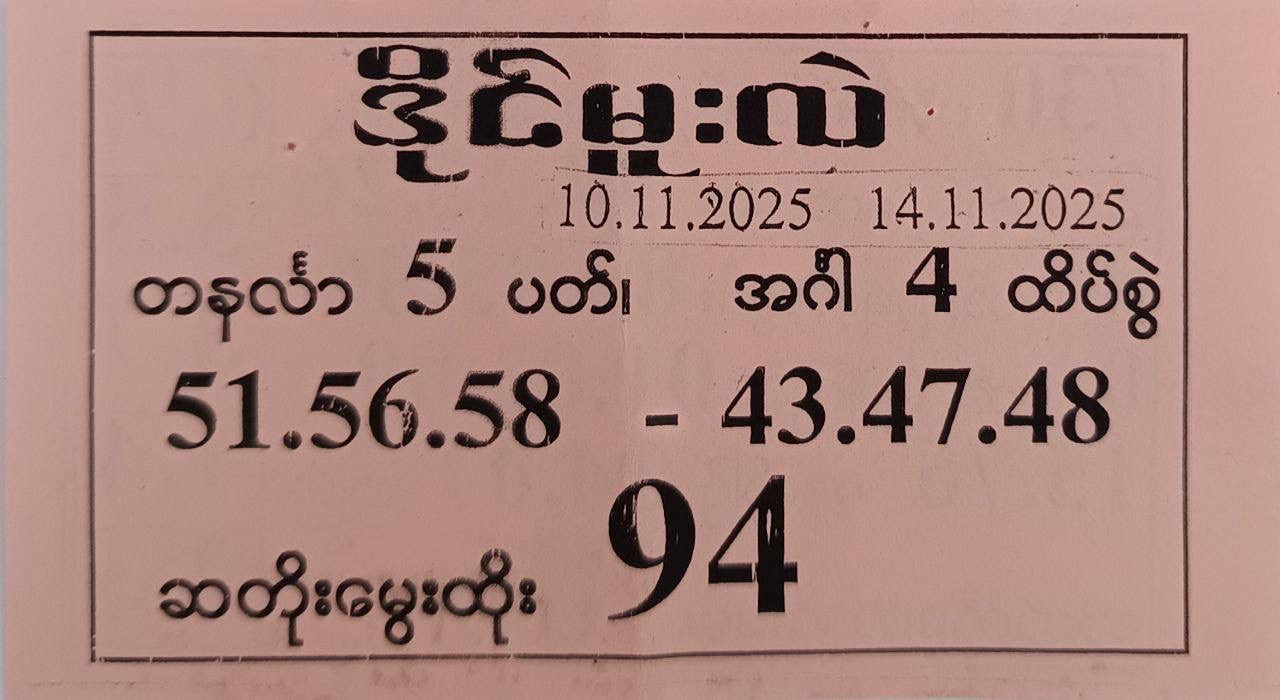 ဒိုင်မှူးလဲ
10.11.2025 14.11.2025
တနင်္လာ 5 ပတ်၊ အင်္ဂါ 4 ထိပ်စွဲ
51.56.58 - 43.47.48
ဆတိုးမွေးထိုး 94